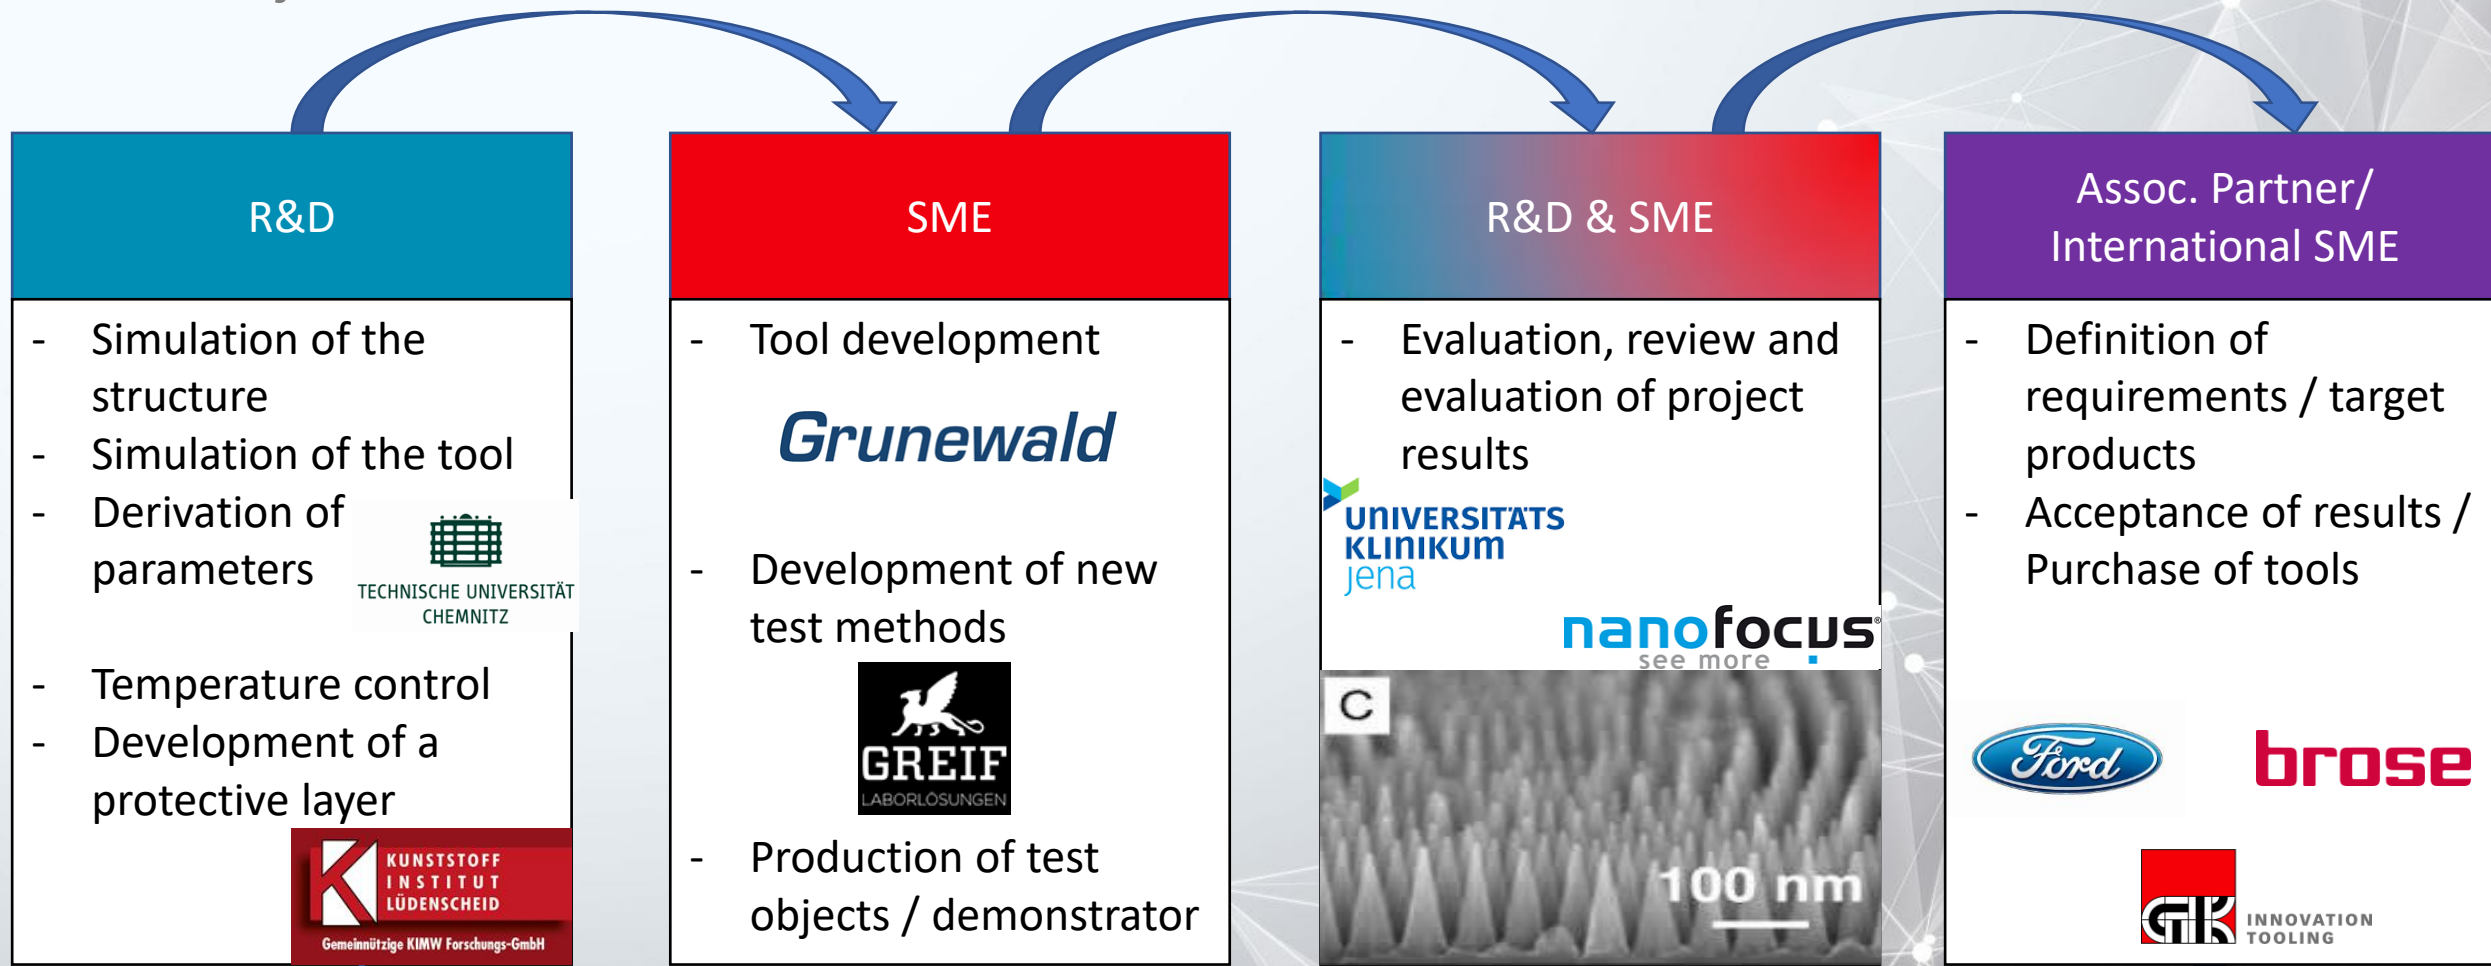 R&D
- Simulation of the
structure
- Simulation of the tool
- Derivation of
parameters
TECHNISCHE UNIVERSITÄT
CHEMNITZ
- Temperature control
- Development of a
protective layer
K KUNSTSTOFF
INSTITUT
LÜDENSCHEID
Gemeinnützige KIMW Forschungs-GmbH
SME
- Tool development
Grunewald
- Development of new
test methods
GREIF
LABORLÖSUNGEN
- Production of test
objects / demonstrator
R&D & SME
- Evaluation, review and
evaluation of project
results
UNIVERSITÄTS
KLINIKUM
jena
nanofocus®
see more
C
100 nm
Assoc. Partner/
International SME
- Definition of
requirements / target
products
- Acceptance of results /
Purchase of tools
Ford
brose
GK INNOVATION
TOOLING